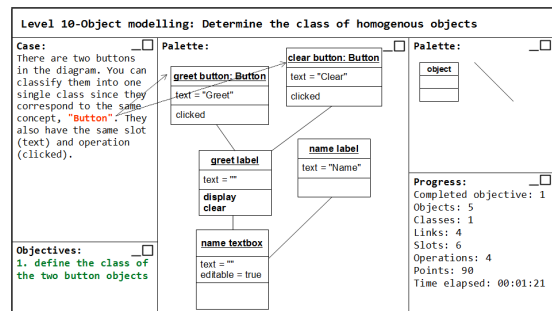 Level 10-Object modelling: Determine the class of homogenous objects
Case:
There are two buttons
in the diagram. You can
classify them into one
single class since they
correspond to the same
concept, "Button". They
also have the same slot
(text) and operation
(clicked).
Objectives:
1. define the class of
the two button objects
Palette:
greet button: Button
text = "Greet"
clicked
clear button: Button
text = "Clear"
clicked
greet label
text = ""
display
clear
name label
text = "Name"
name textbox
text = ""
editable = true
Palette:
object
Progress:
Completed objective: 1
Objects: 5
Classes: 1
Links: 4
Slots: 6
Operations: 4
Points: 90
Time elapsed: 00:01:21